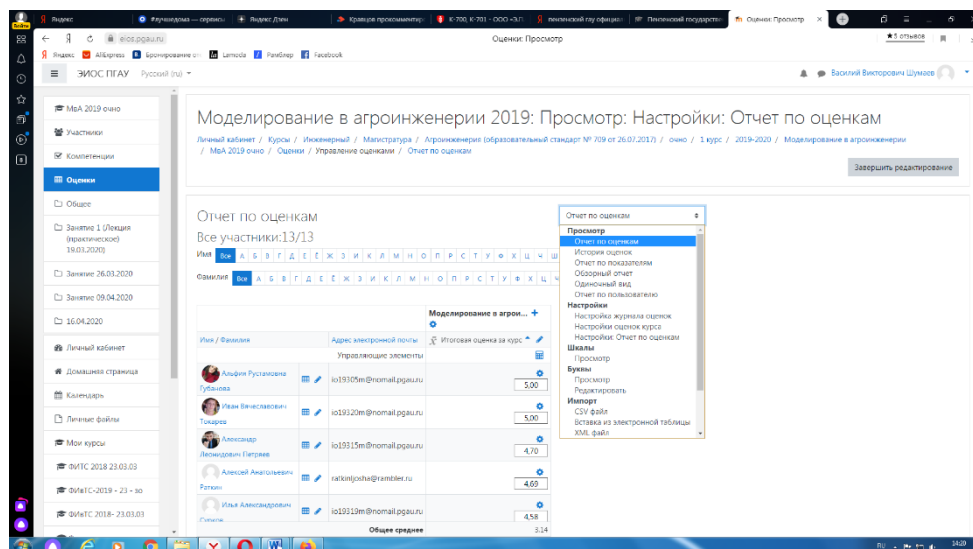 Яндекс
#лучшедома — сервисы
Яндекс Дзен
Кравцов прокомментир
К-700, К-701 - ООО «З.П.
пензенский гау официал
Пензенский государстве
Оценки: Просмотр
eios.pgau.ru
Оценки: Просмотр
★ 5 отзывов
Яндекс
AliExpress
Бронирование от
Lamoda
Рамблер
Facebook
ЭИОС ПГАУ
Русский (ru)
Василий Викторович Шумаев
МвА 2019 очно
Участники
Компетенции
Оценки
Общее
Занятие 1 (Лекция
(практическое)
19.03.2020)
Занятие 26.03.2020
Занятие 09.04.2020
16.04.2020
Личный кабинет
Домашняя страница
Календарь
Личные файлы
Мои курсы
ФИТС 2018 23.03.03
ФИвТС-2019 - 23 - зо
ФИвТС 2018- 23.03.03
Моделирование в агроинженерии 2019: Просмотр: Настройки: Отчет по оценкам
Личный кабинет / Курсы / Инженерный / Магистратура / Агроинженерия (образовательный стандарт № 709 от 26.07.2017) / очно / 1 курс / 2019-2020 / Моделирование в агроинженерии
/ МвА 2019 очно / Оценки / Управление оценками / Отчет по оценкам
Завершить редактирование
Отчет по оценкам
Все участники:13/13
Имя Все А Б В Г Д Е Ё Ж З И К Л М Н О П Р С Т У Ф Х Ц Ч Ш
Фамилия Все А Б В Г Д Е Ё Ж З И К Л М Н О П Р С Т У Ф Х Ц Ч
Моделирование в агрои...
Имя / Фамилия
Адрес электронной почты
Итоговая оценка за курс
Управляющие элементы
Альфия Рустамовна
Губанова
io19305m@nomail.pgau.ru
5,00
Иван Вячеславович
Токарев
io19320m@nomail.pgau.ru
5,00
Александр
Леонидович Петряев
io19315m@nomail.pgau.ru
4,70
Алексей Анатольевич
Раткин
ratkinljosha@rambler.ru
4,69
Илья Александрович
io19319m@nomail.pgau.ru
4,58
Общее среднее
3,14
Отчет по оценкам
Просмотр
Отчет по оценкам
История оценок
Отчет по показателям
Обзорный отчет
Одиночный вид
Отчет по пользователю
Настройки
Настройка журнала оценок
Настройки оценок курса
Настройки: Отчет по оценкам
Шкалы
Просмотр
Буквы
Просмотр
Редактировать
Импорт
CSV файл
Вставка из электронной таблицы
XML файл
RU
14:20